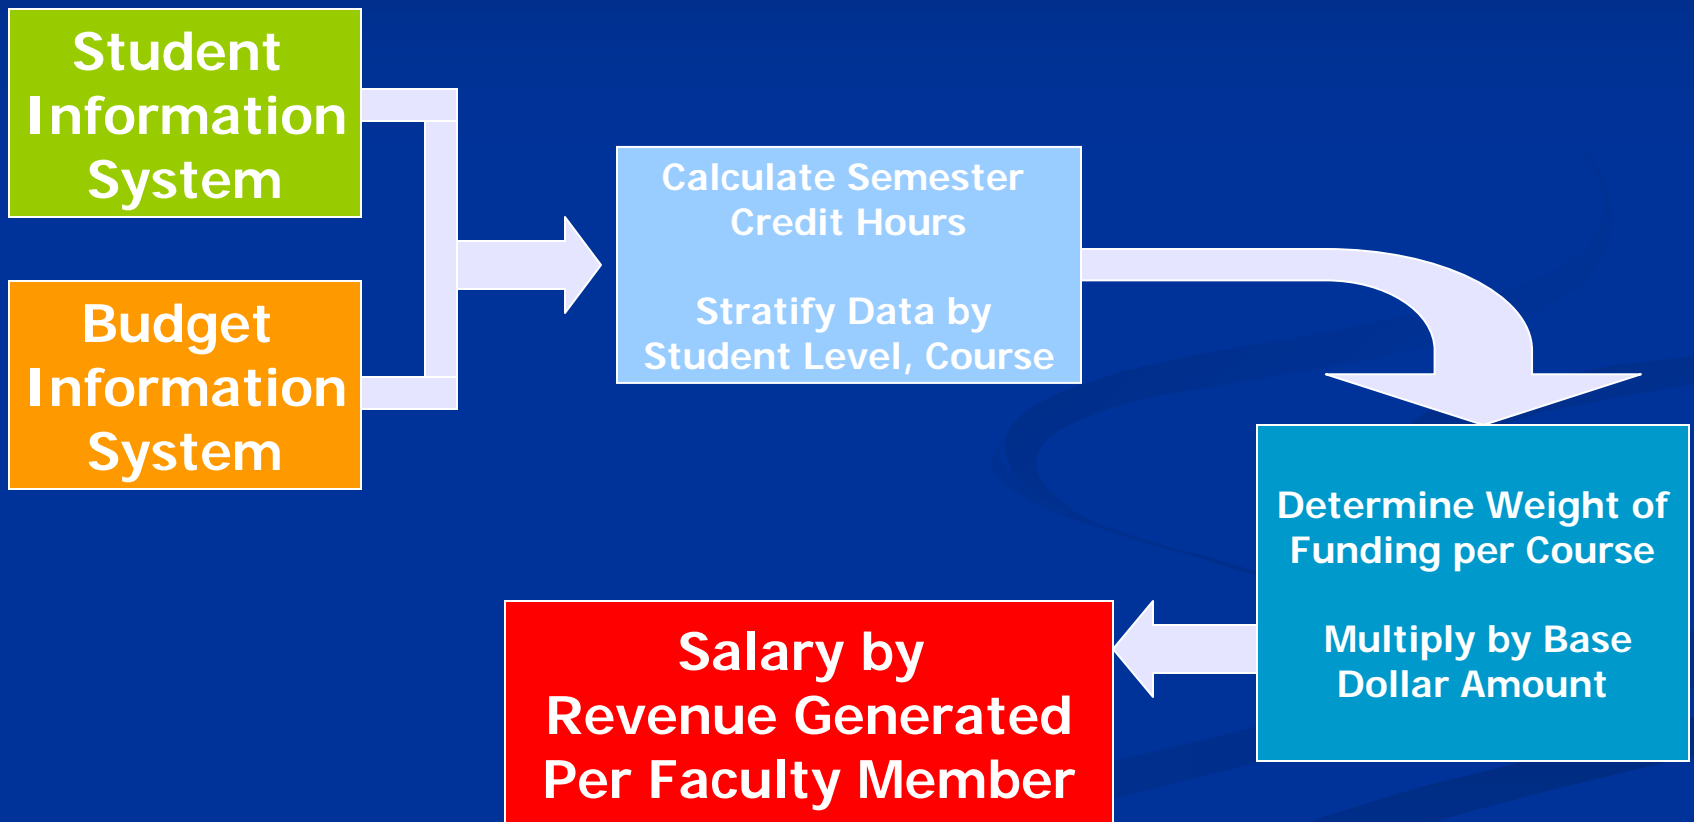 Student
Information
System
Budget
Information
System
Calculate Semester
Credit Hours
Stratify Data by
Student Level, Course
Determine Weight of
Funding per Course
Multiply by Base
Dollar Amount
Salary by
Revenue Generated
Per Faculty Member